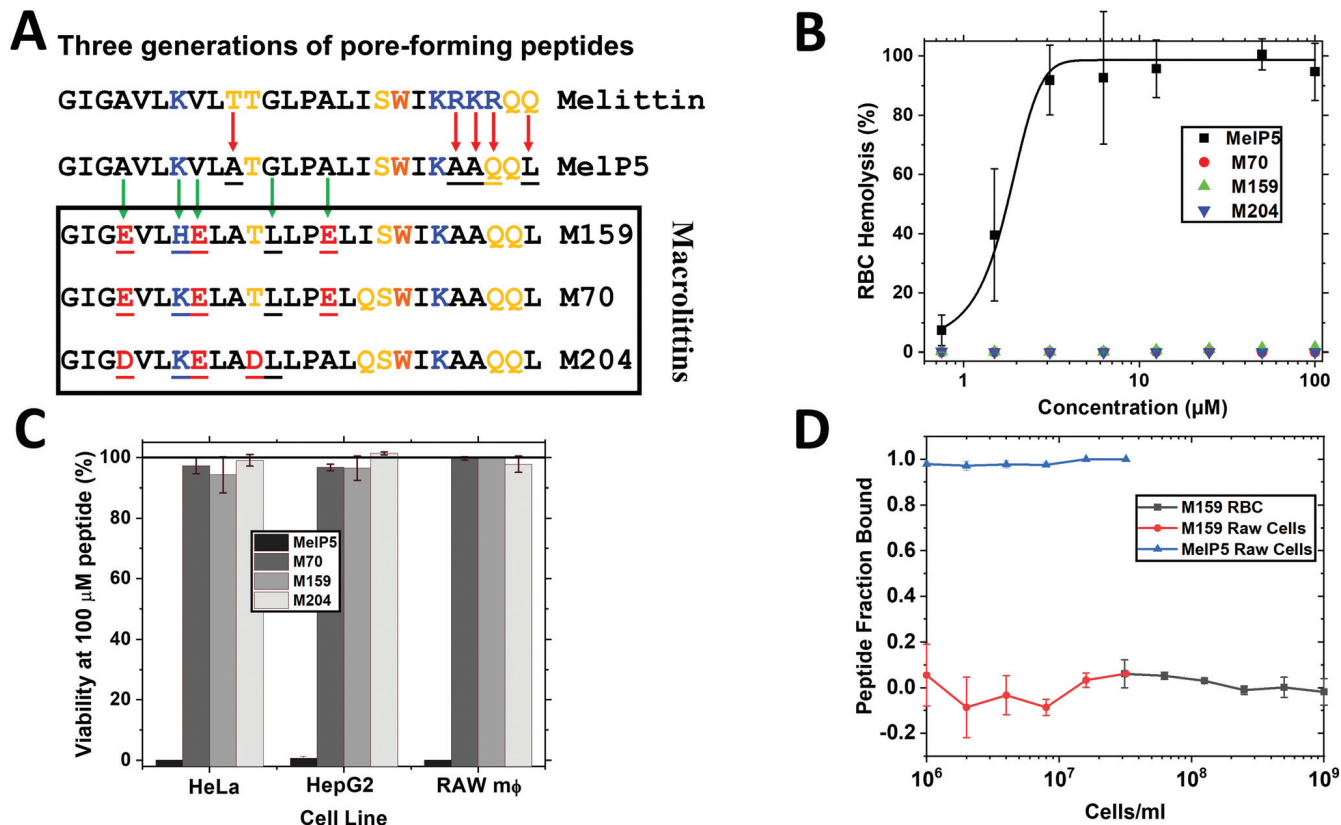 A
Three generations of pore-forming peptides
GIGAVLKVLTTGLPALISWIKRKRQQ Melittin
GIGAVLKVLATGLPALISWIKAAQQL MelP5
GIGEVLHELATLLPELISWIKAAQQL M159
GIGEVLKELATLLPELQSWIKAAQQL M70
GIGDVLKELADLLPALQSWIKAAQQL M204
Macrolittins
B
RBC Hemolysis (%)
100
80
60
40
20
0
MelP5
M70
M159
M204
1
10
100
Concentration (µM)
C
Viability at 100 µM peptide (%)
100
80
60
40
20
0
MelP5
M70
M159
M204
HeLa
HepG2
RAW mϕ
Cell Line
D
Peptide Fraction Bound
1.0
0.8
0.6
0.4
0.2
0.0
-0.2
M159 RBC
M159 Raw Cells
MelP5 Raw Cells
10⁶
10⁷
10⁸
10⁹
Cells/ml